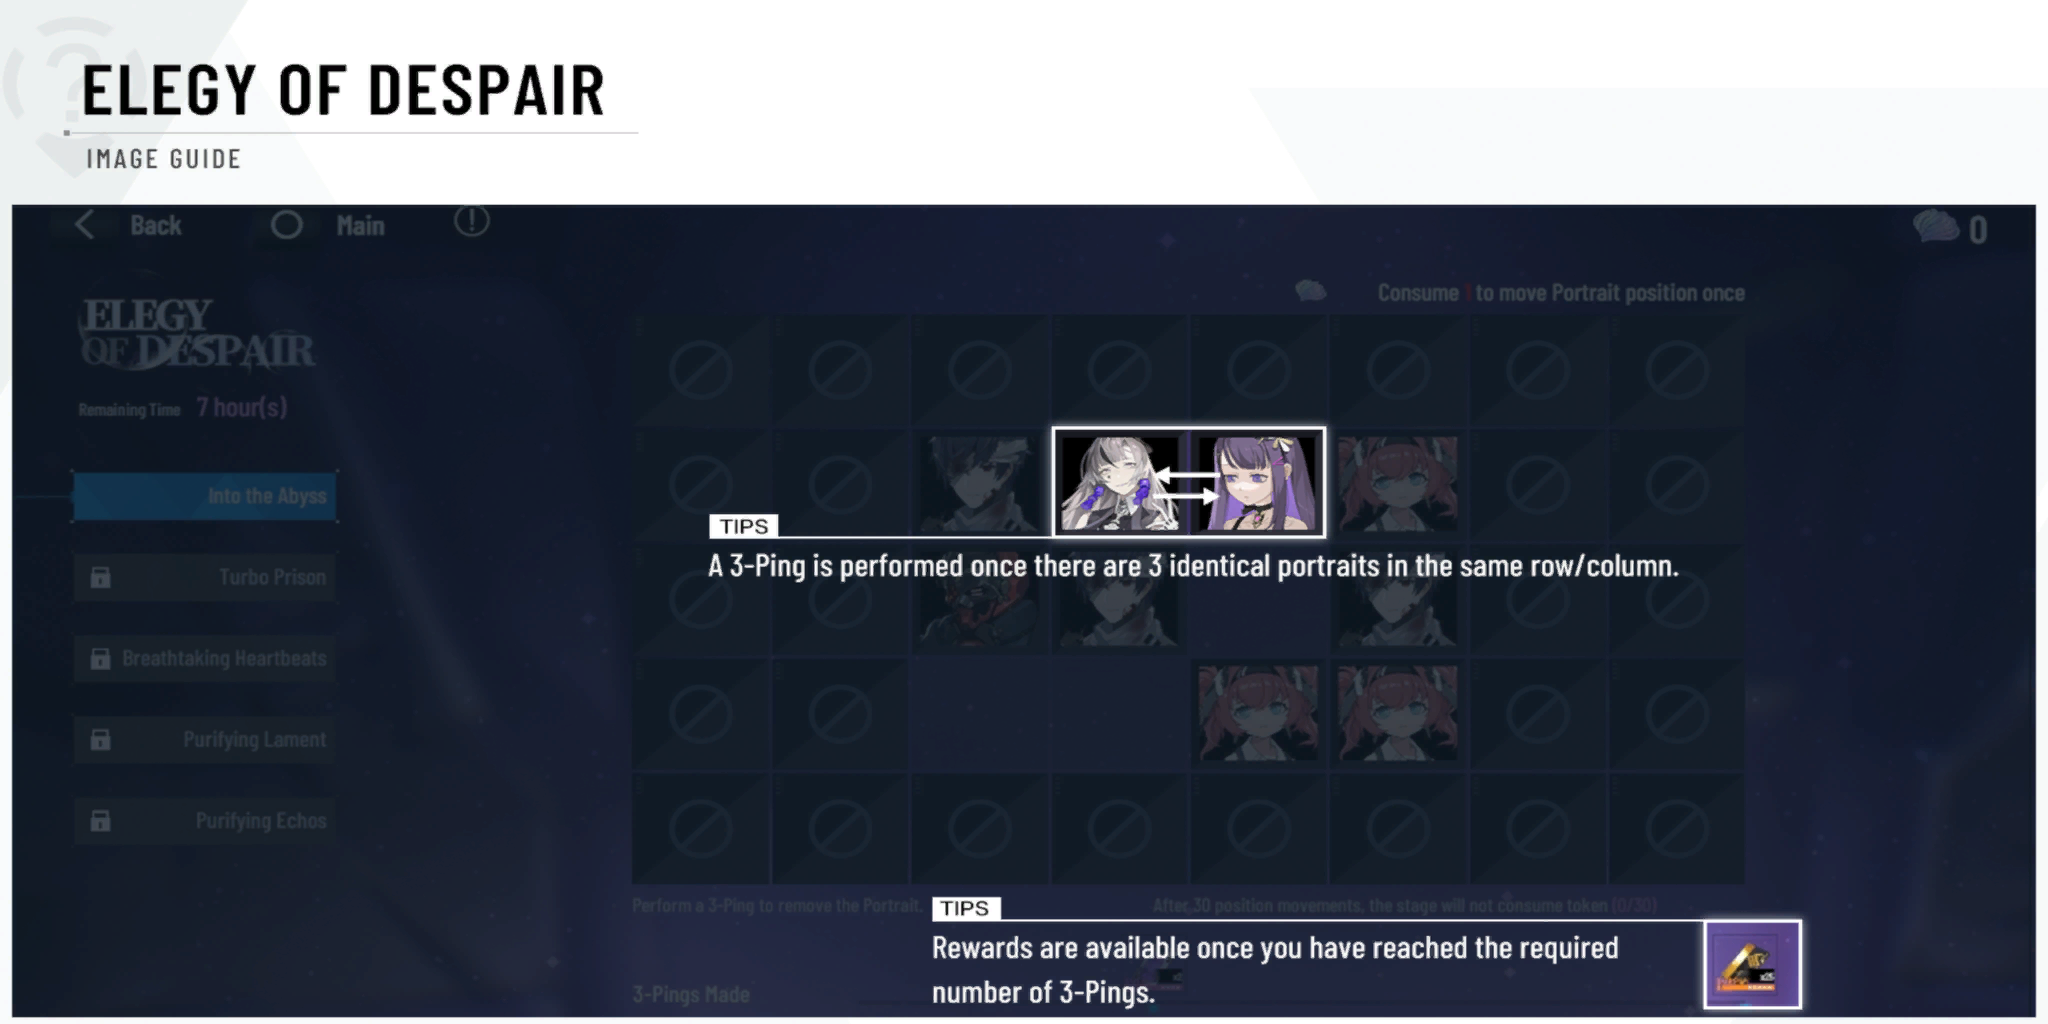 ELEGY OF DESPAIR
IMAGE GUIDE
Back
Main
0
Consume 1 to move Portrait position once
ELEGY
OF DESPAIR
Remaining Time 7 hour(s)
Into the Abyss
Turbo Prison
Breathtaking Heartbeats
Purifying Lament
Purifying Echos
TIPS
A 3-Ping is performed once there are 3 identical portraits in the same row/column.
Perform a 3-Ping to remove the Portrait.
After 30 position movements, the stage will not consume token (0/30)
TIPS
Rewards are available once you have reached the required
number of 3-Pings.
3-Pings Made
x25